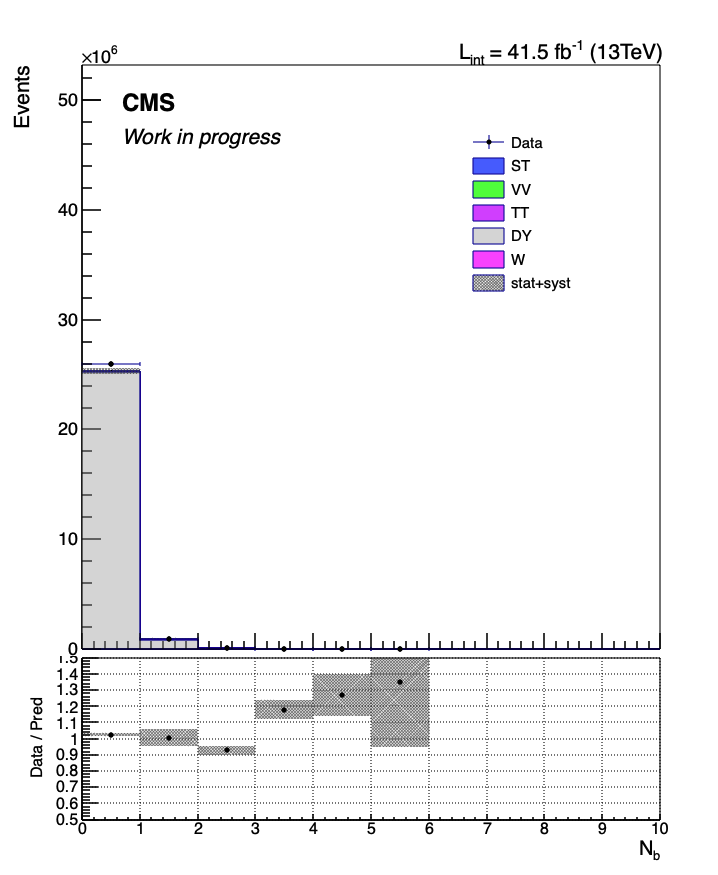 ×10⁶
L_int = 41.5 fb⁻¹ (13TeV)
Events
CMS
Work in progress
Data
ST
VV
TT
DY
W
stat+syst
50
40
30
20
10
0
Data / Pred
1.5
1.4
1.3
1.2
1.1
1
0.9
0.8
0.7
0.6
0.5
0 1 2 3 4 5 6 7 8 9 10
N_b